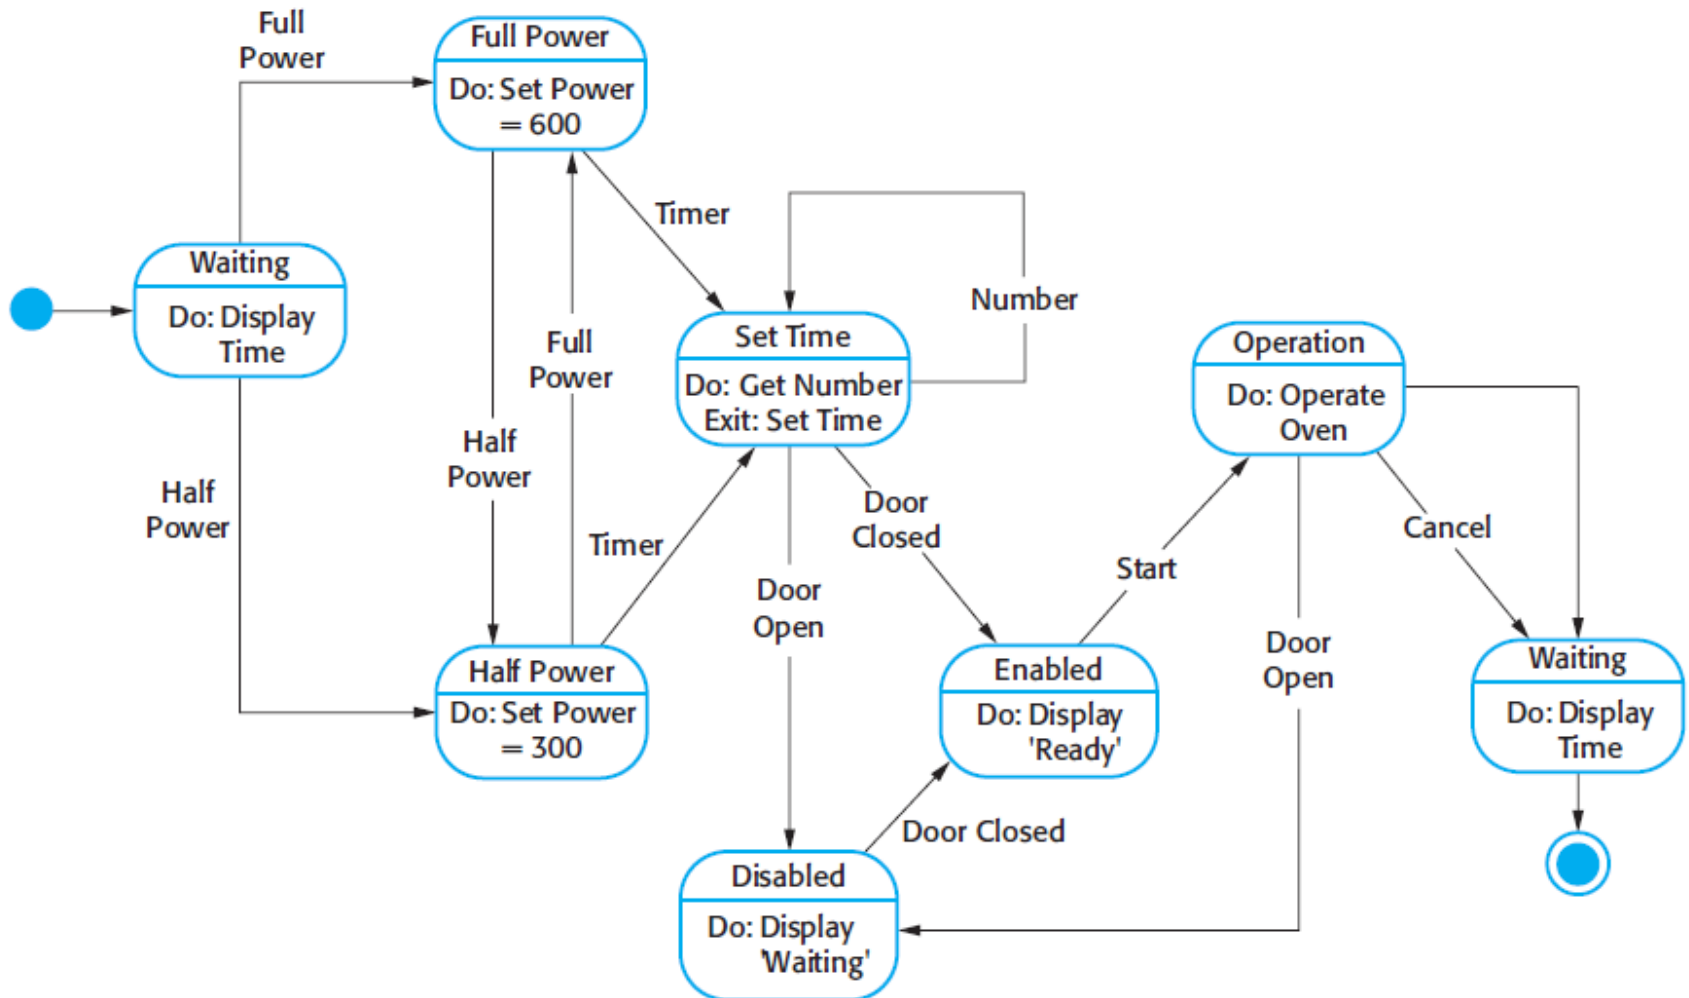 Full
Power
Full Power
Do: Set Power
= 600
Timer
Waiting
Do: Display
Time
Number
Full
Power
Set Time
Do: Get Number
Exit: Set Time
Operation
Do: Operate
Oven
Half
Power
Half
Power
Timer
Door
Closed
Cancel
Start
Door
Open
Door
Open
Half Power
Do: Set Power
= 300
Enabled
Do: Display
'Ready'
Waiting
Do: Display
Time
Door Closed
Disabled
Do: Display
'Waiting'